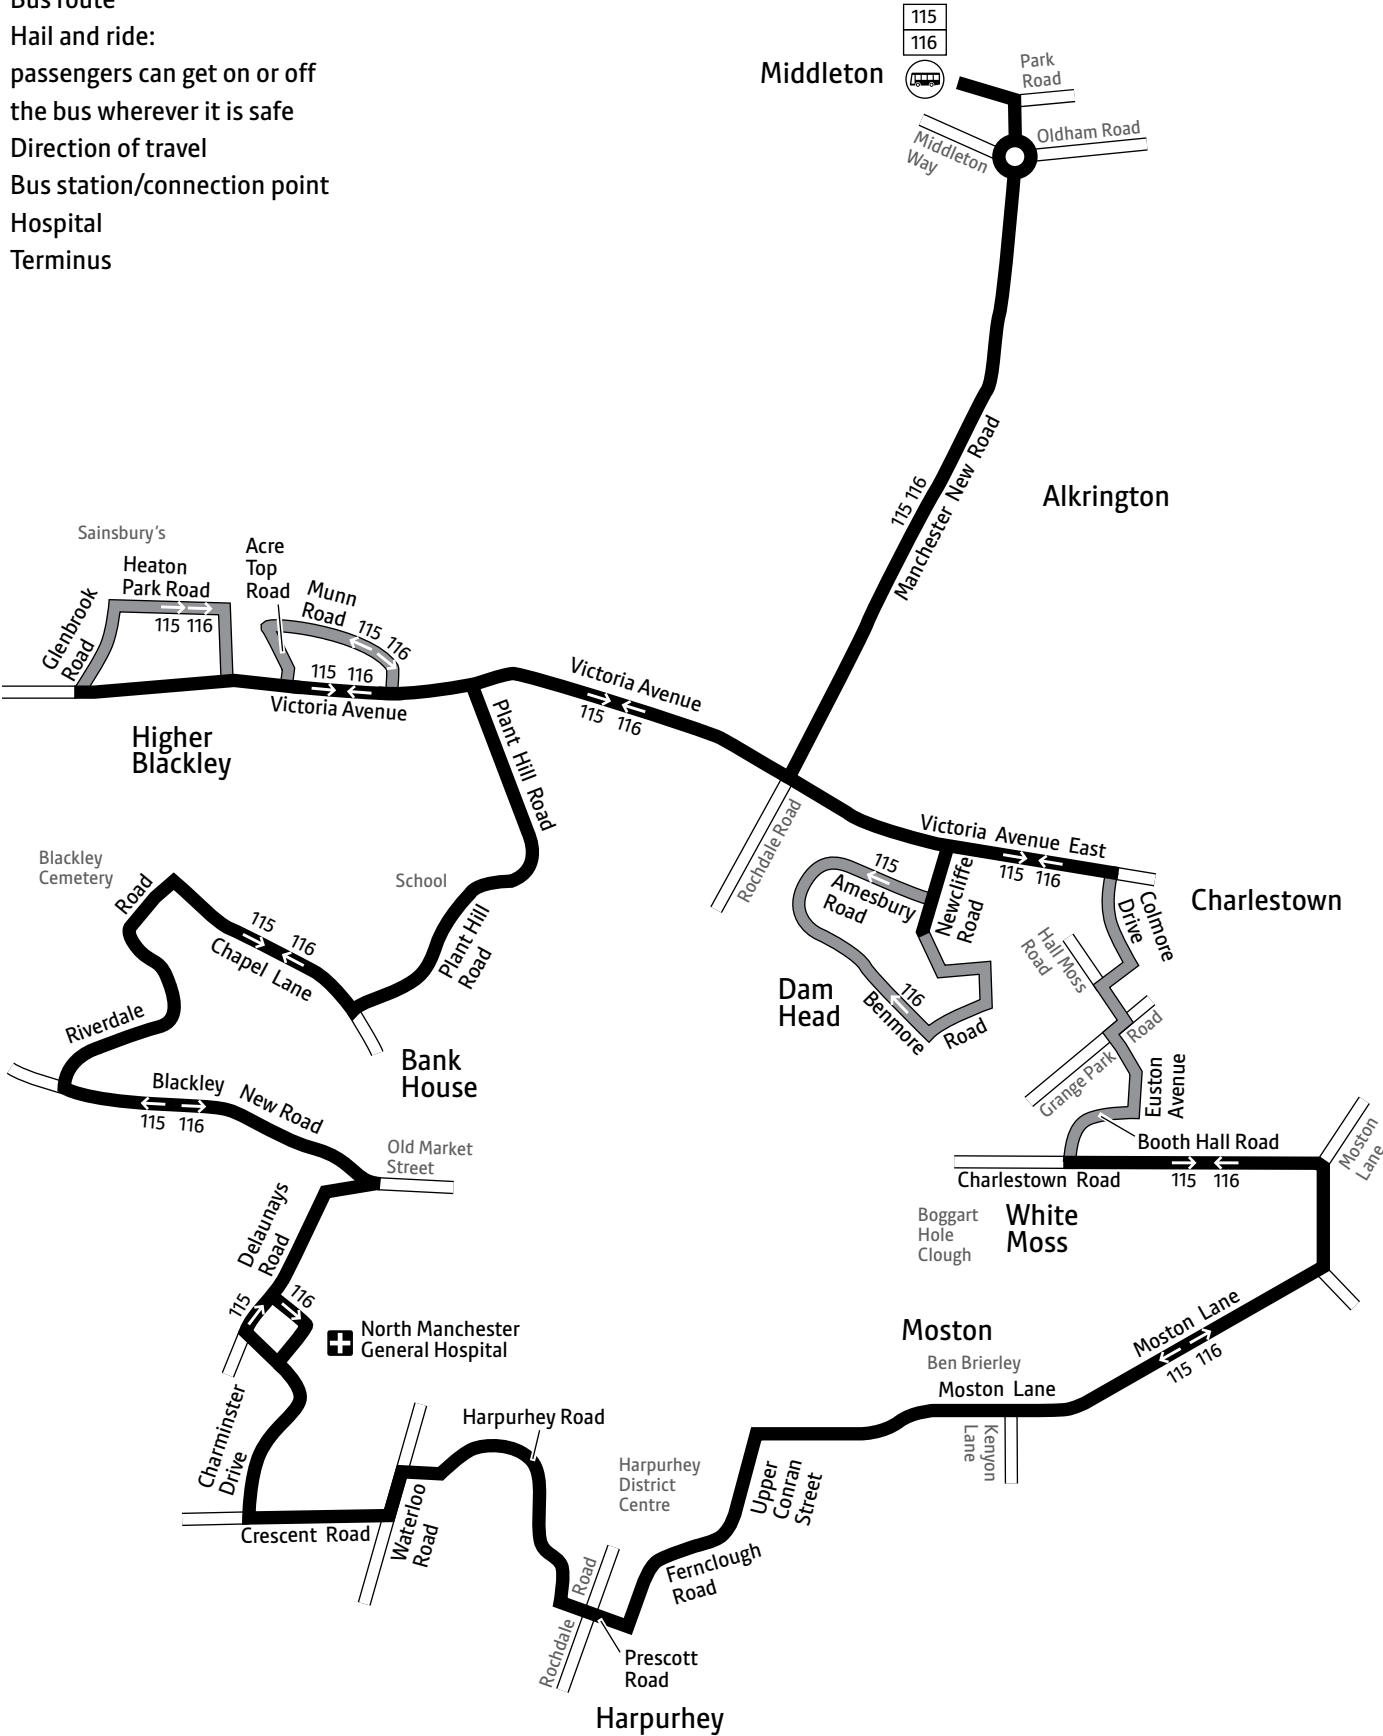 Bus route
Hail and ride:
passengers can get on or off
the bus wherever it is safe
Direction of travel
Bus station/connection point
Hospital
Terminus
115
116
Middleton
Park
Road
Middleton
Way
Oldham Road
115 116
Manchester New Road
Alkrington
Sainsbury's
Heaton
Park Road
115 116
Glenbrook
Road
Acre
Top
Road
Munn
Road
115
116
115 116
Victoria Avenue
Victoria Avenue
115
116
Higher
Blackley
Plant Hill Road
Rochdale Road
Victoria Avenue East
115 116
Newcliffe
Road
115
Amesbury
Road
Charlestown
Colmore
Drive
Hall Moss
Road
Blackley
Cemetery
School
Road
115
116
Chapel Lane
Plant Hill
Road
Dam
Head
116
Benmore
Road
Riverdale
Grange Park
Road
Euston
Avenue
Bank
House
Blackley
New Road
115 116
Booth Hall Road
Moston
Lane
Charlestown Road
115 116
Old Market
Street
Boggart
Hole
Clough
White
Moss
Delaunays
Road
115
116
North Manchester
General Hospital
Moston
Ben Brierley
Moston Lane
Moston Lane
115 116
Kenyon
Lane
Charminster
Drive
Harpurhey Road
Harpurhey
District
Centre
Upper
Conran
Street
Crescent Road
Waterloo
Road
Fernclough
Road
Rochdale
Road
Prescott
Road
Harpurhey